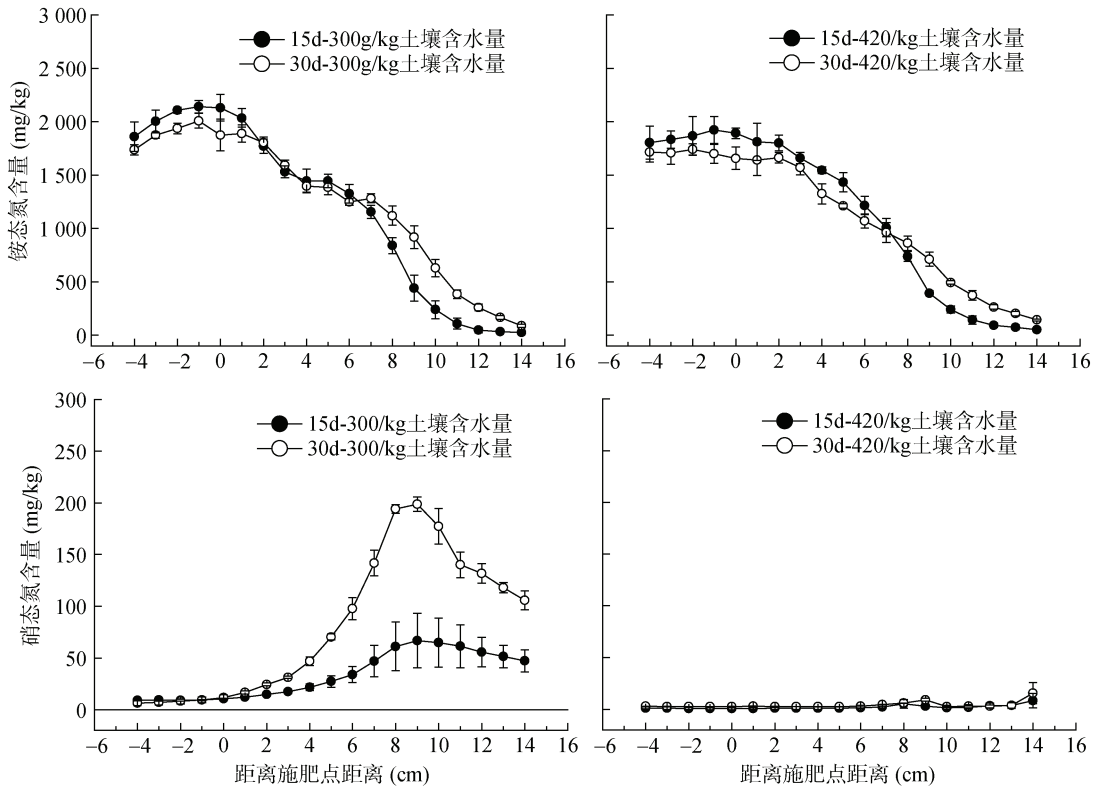 3 000
2 500
2 000
1 500
1 000
500
0
铵态氮含量 (mg/kg)
15d-300g/kg土壤含水量
30d-300g/kg土壤含水量
−6 −4 −2 0 2 4 6 8 10 12 14 16
15d-420/kg土壤含水量
30d-420/kg土壤含水量
−6 −4 −2 0 2 4 6 8 10 12 14 16
300
250
200
150
100
50
0
硝态氮含量 (mg/kg)
15d-300/kg土壤含水量
30d-300/kg土壤含水量
−6 −4 −2 0 2 4 6 8 10 12 14 16
距离施肥点距离 (cm)
15d-420/kg土壤含水量
30d-420/kg土壤含水量
−6 −4 −2 0 2 4 6 8 10 12 14 16
距离施肥点距离 (cm)